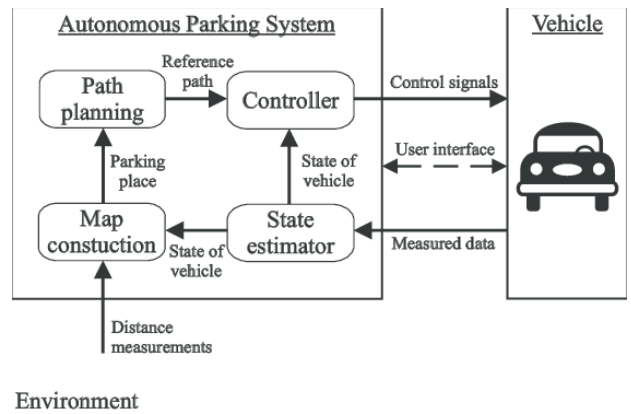 Autonomous Parking System
Vehicle
Reference
path
Path
planning
Controller
Control signals
User interface
Parking
place
State of
vehicle
Map
constuction
State
estimator
State of
vehicle
Measured data
Distance
measurements
Environment